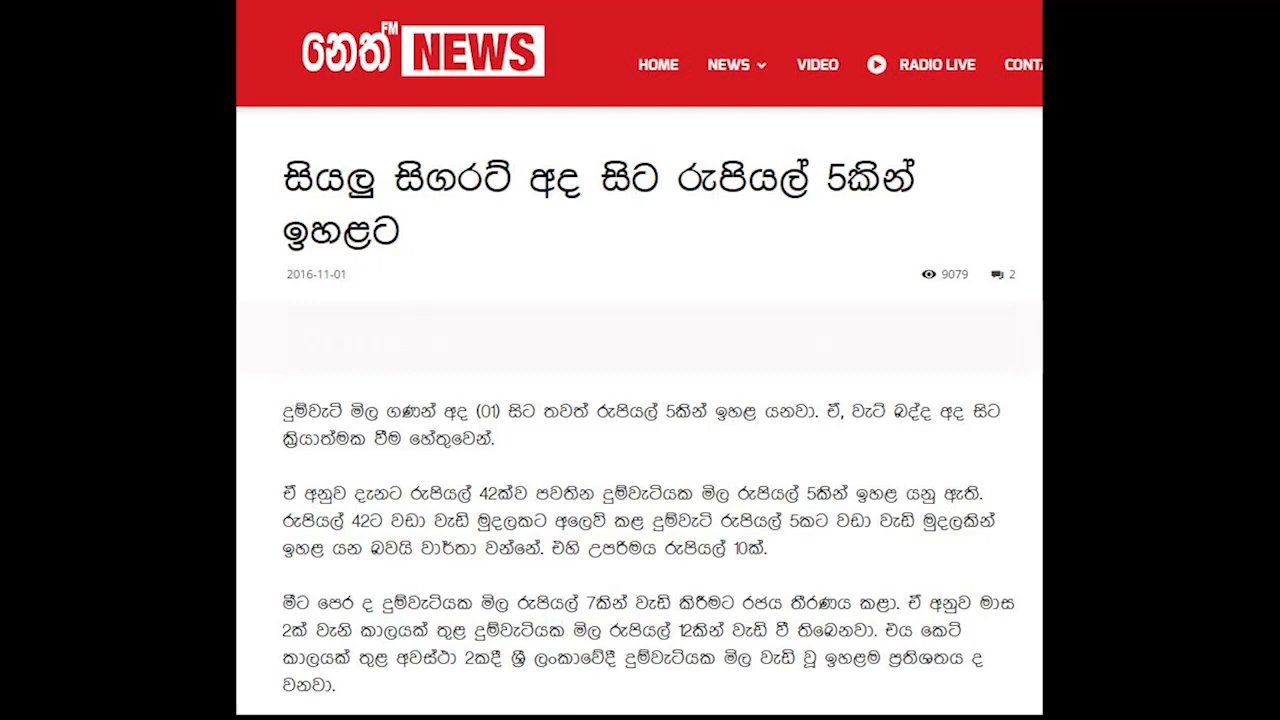 නෙත් FM NEWS
HOME NEWS VIDEO RADIO LIVE CONT
සියලු සිගරට් අද සිට රුපියල් 5කින්
ඉහළට
2016-11-01 9079 2
දුම්වැටි මිල ගණන් අද (01) සිට තවත් රුපියල් 5කින් ඉහළ යනවා. ඒ, වැට් බද්ද අද සිට
ක්‍රියාත්මක වීම හේතුවෙන්.
ඒ අනුව දැනට රුපියල් 42ක්ව පවතින දුම්වැටියක මිල රුපියල් 5කින් ඉහළ යනු ඇති.
රුපියල් 42ට වඩා වැඩි මුදලකට අලෙවි කළ දුම්වැටි රුපියල් 5කට වඩා වැඩි මුදලකින්
ඉහළ යන බවයි වාර්තා වන්නේ. එහි උපරිමය රුපියල් 10ක්.
මීට පෙර ද දුම්වැටියක මිල රුපියල් 7කින් වැඩි කිරීමට රජය තීරණය කළා. ඒ අනුව මාස
2ක් වැනි කාලයක් තුළ දුම්වැටියක මිල රුපියල් 12කින් වැඩි වී තිබෙනවා. එය කෙටි
කාලයක් තුළ අවස්ථා 2කදී ශ්‍රී ලංකාවේදී දුම්වැටියක මිල වැඩි වූ ඉහළම ප්‍රතිශතය ද
වනවා.